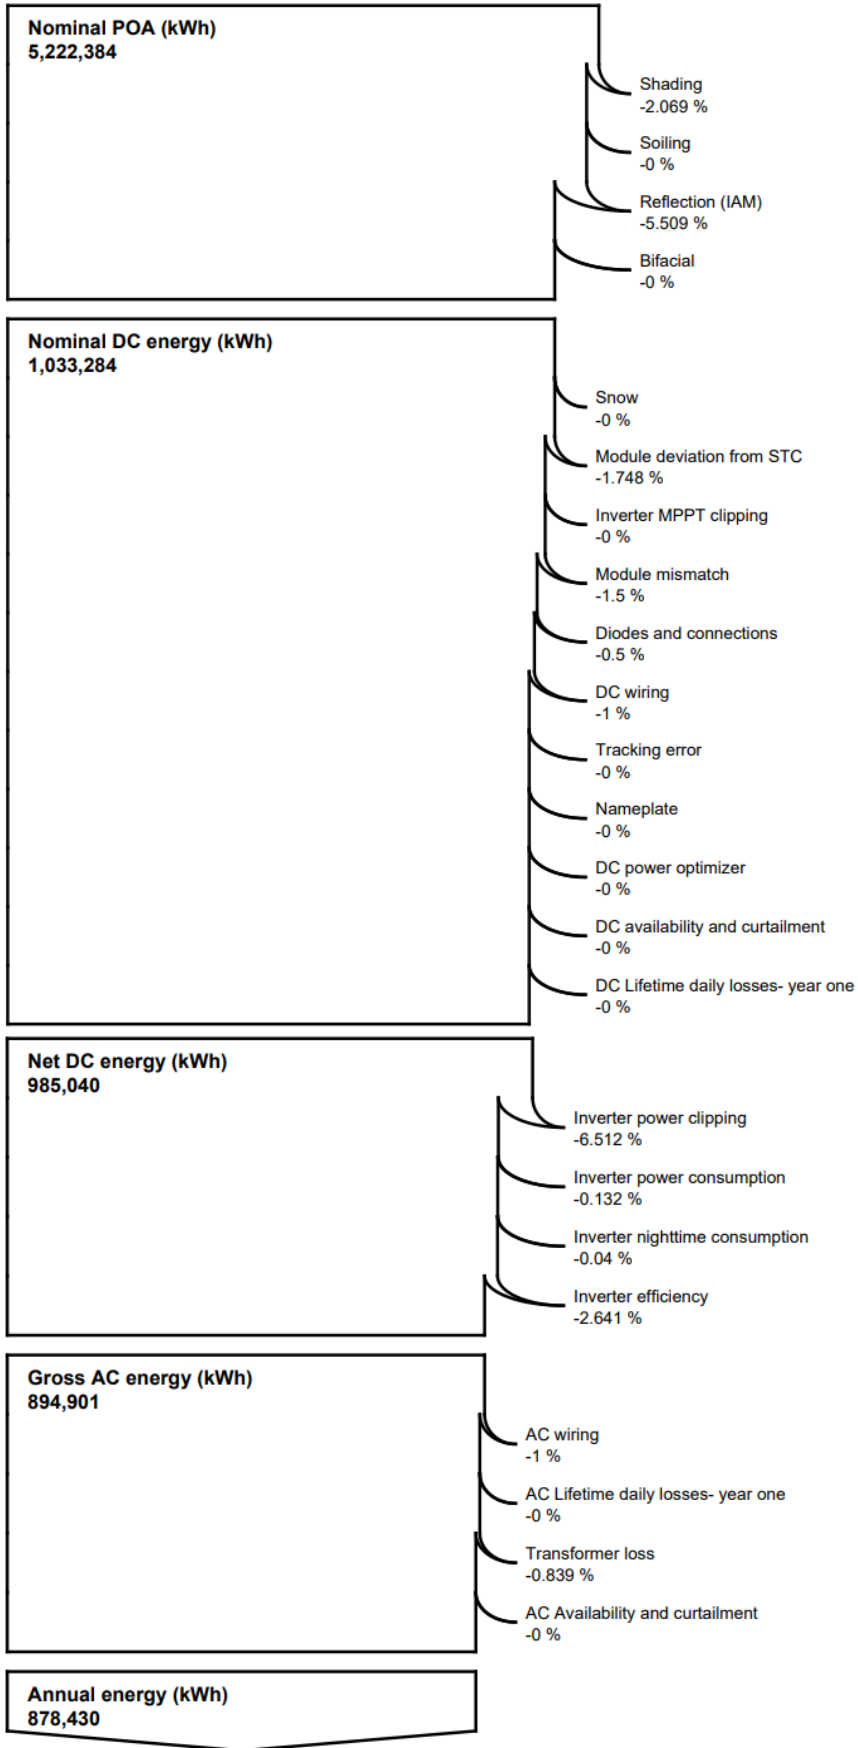 Nominal POA (kWh)
5,222,384
Shading
-2.069 %
Soiling
-0 %
Reflection (IAM)
-5.509 %
Bifacial
-0 %
Nominal DC energy (kWh)
1,033,284
Snow
-0 %
Module deviation from STC
-1.748 %
Inverter MPPT clipping
-0 %
Module mismatch
-1.5 %
Diodes and connections
-0.5 %
DC wiring
-1 %
Tracking error
-0 %
Nameplate
-0 %
DC power optimizer
-0 %
DC availability and curtailment
-0 %
DC Lifetime daily losses- year one
-0 %
Net DC energy (kWh)
985,040
Inverter power clipping
-6.512 %
Inverter power consumption
-0.132 %
Inverter nighttime consumption
-0.04 %
Inverter efficiency
-2.641 %
Gross AC energy (kWh)
894,901
AC wiring
-1 %
AC Lifetime daily losses- year one
-0 %
Transformer loss
-0.839 %
AC Availability and curtailment
-0 %
Annual energy (kWh)
878,430